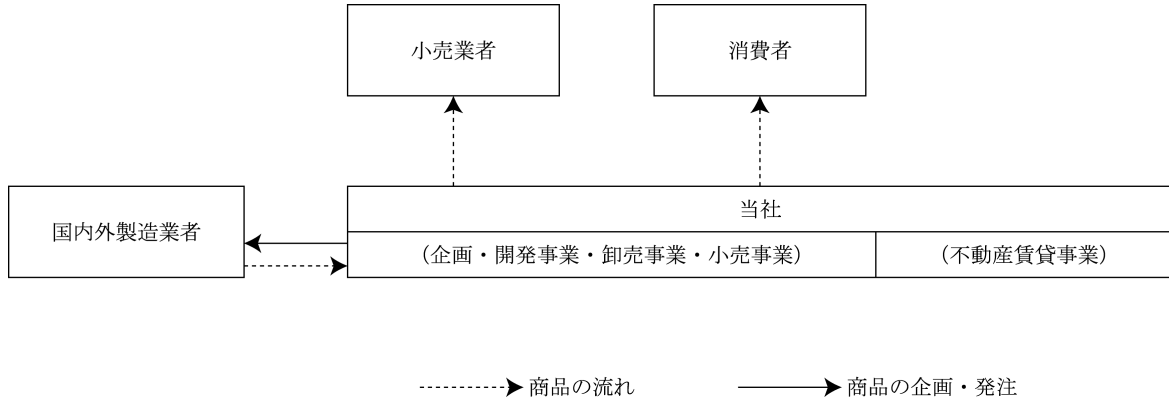 小売業者
消費者
当社
国内外製造業者
（企画・開発事業・卸売事業・小売事業）
（不動産賃貸事業）
商品の流れ
商品の企画・発注